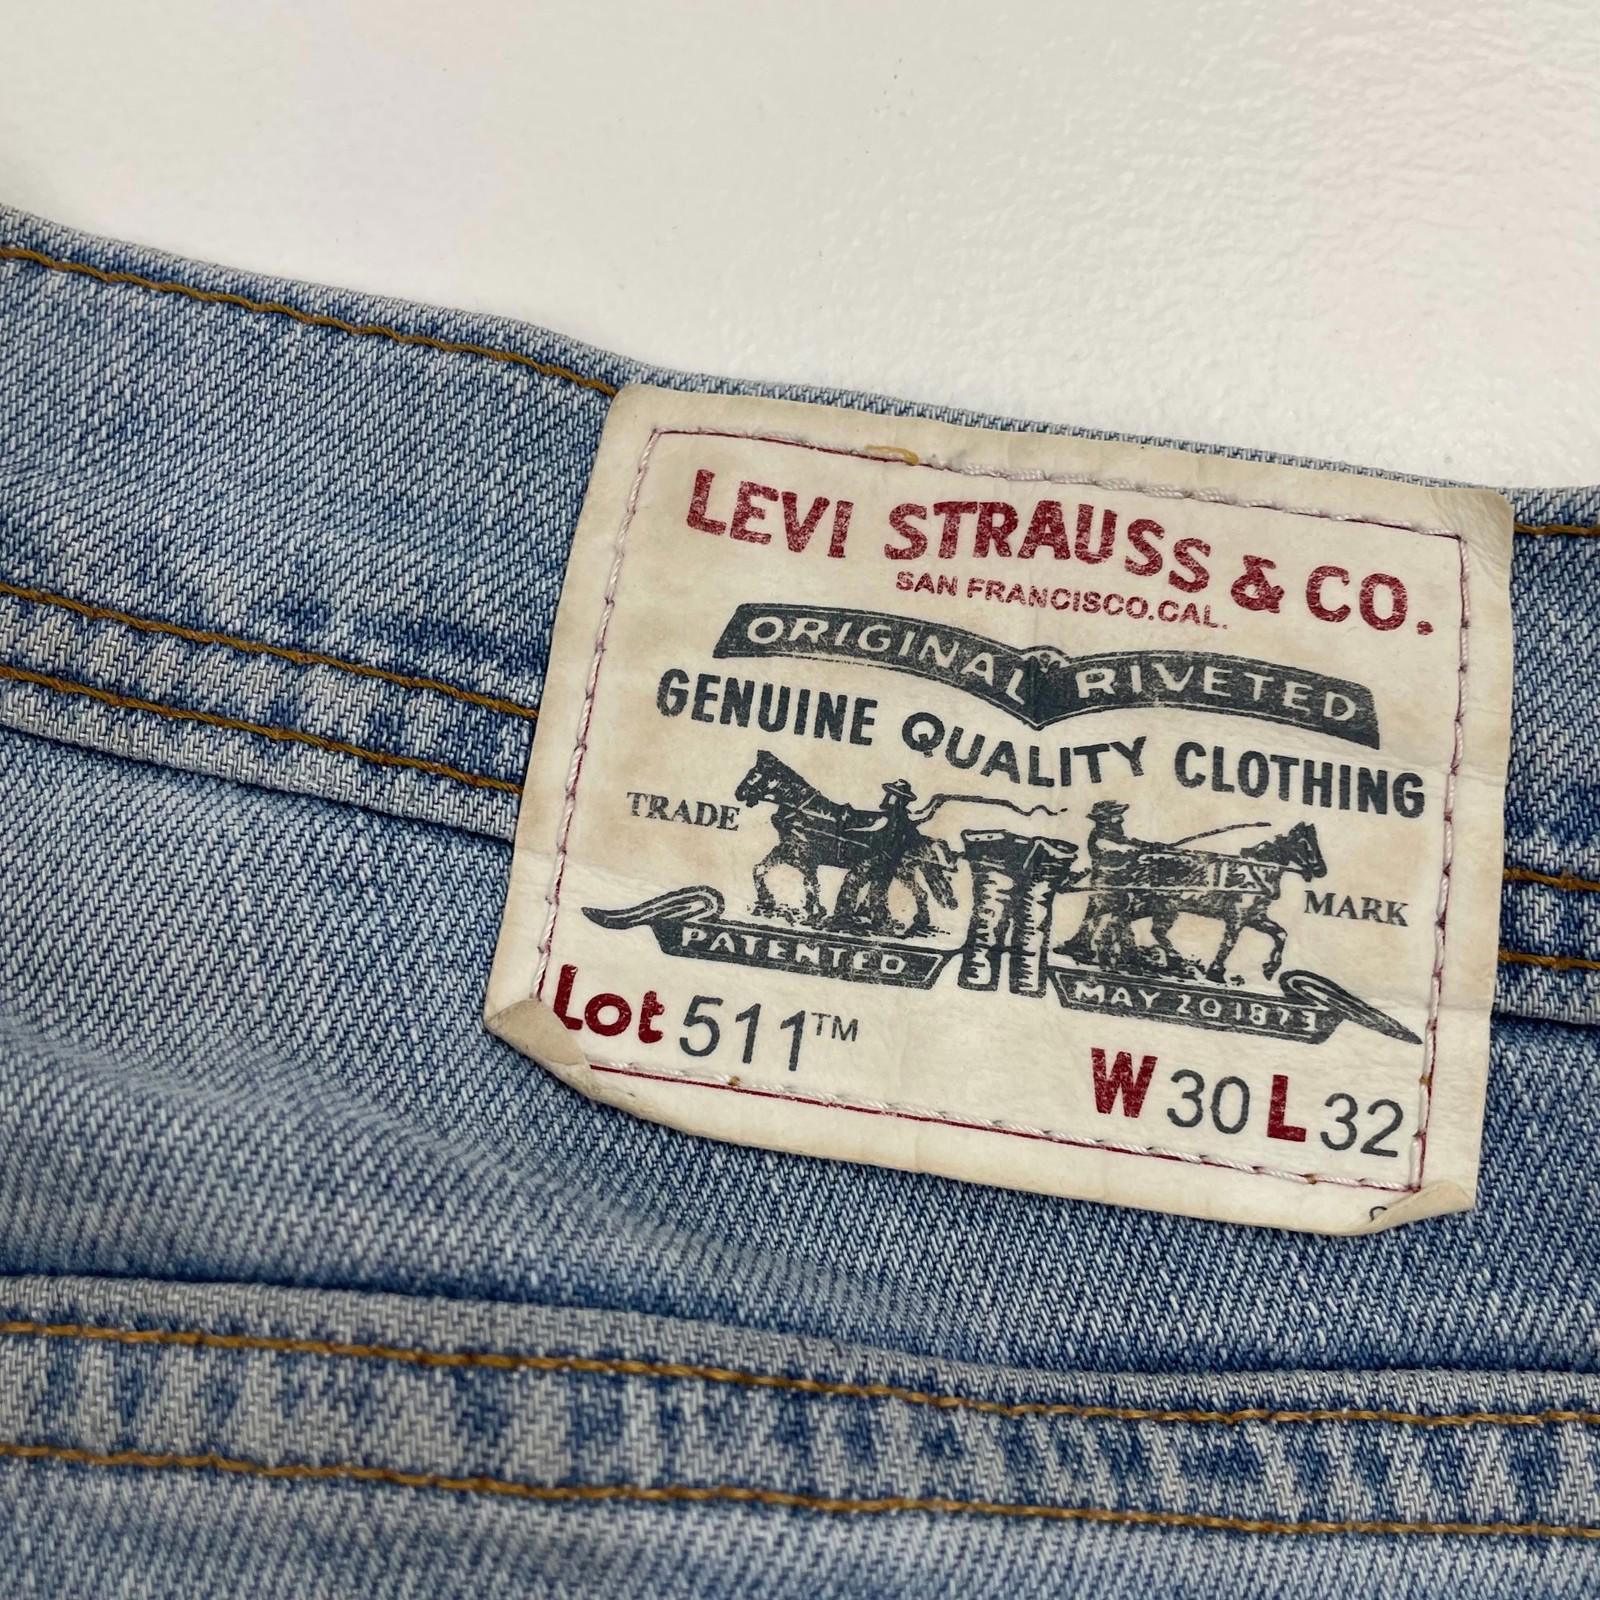 LEVI STRAUSS & CO.
SAN FRANCISCO.CAL.
ORIGINAL RIVETED
GENUINE QUALITY CLOTHING
TRADE MARK
PATENTED MAY 20 1873
Lot 511™
W 30 L 32